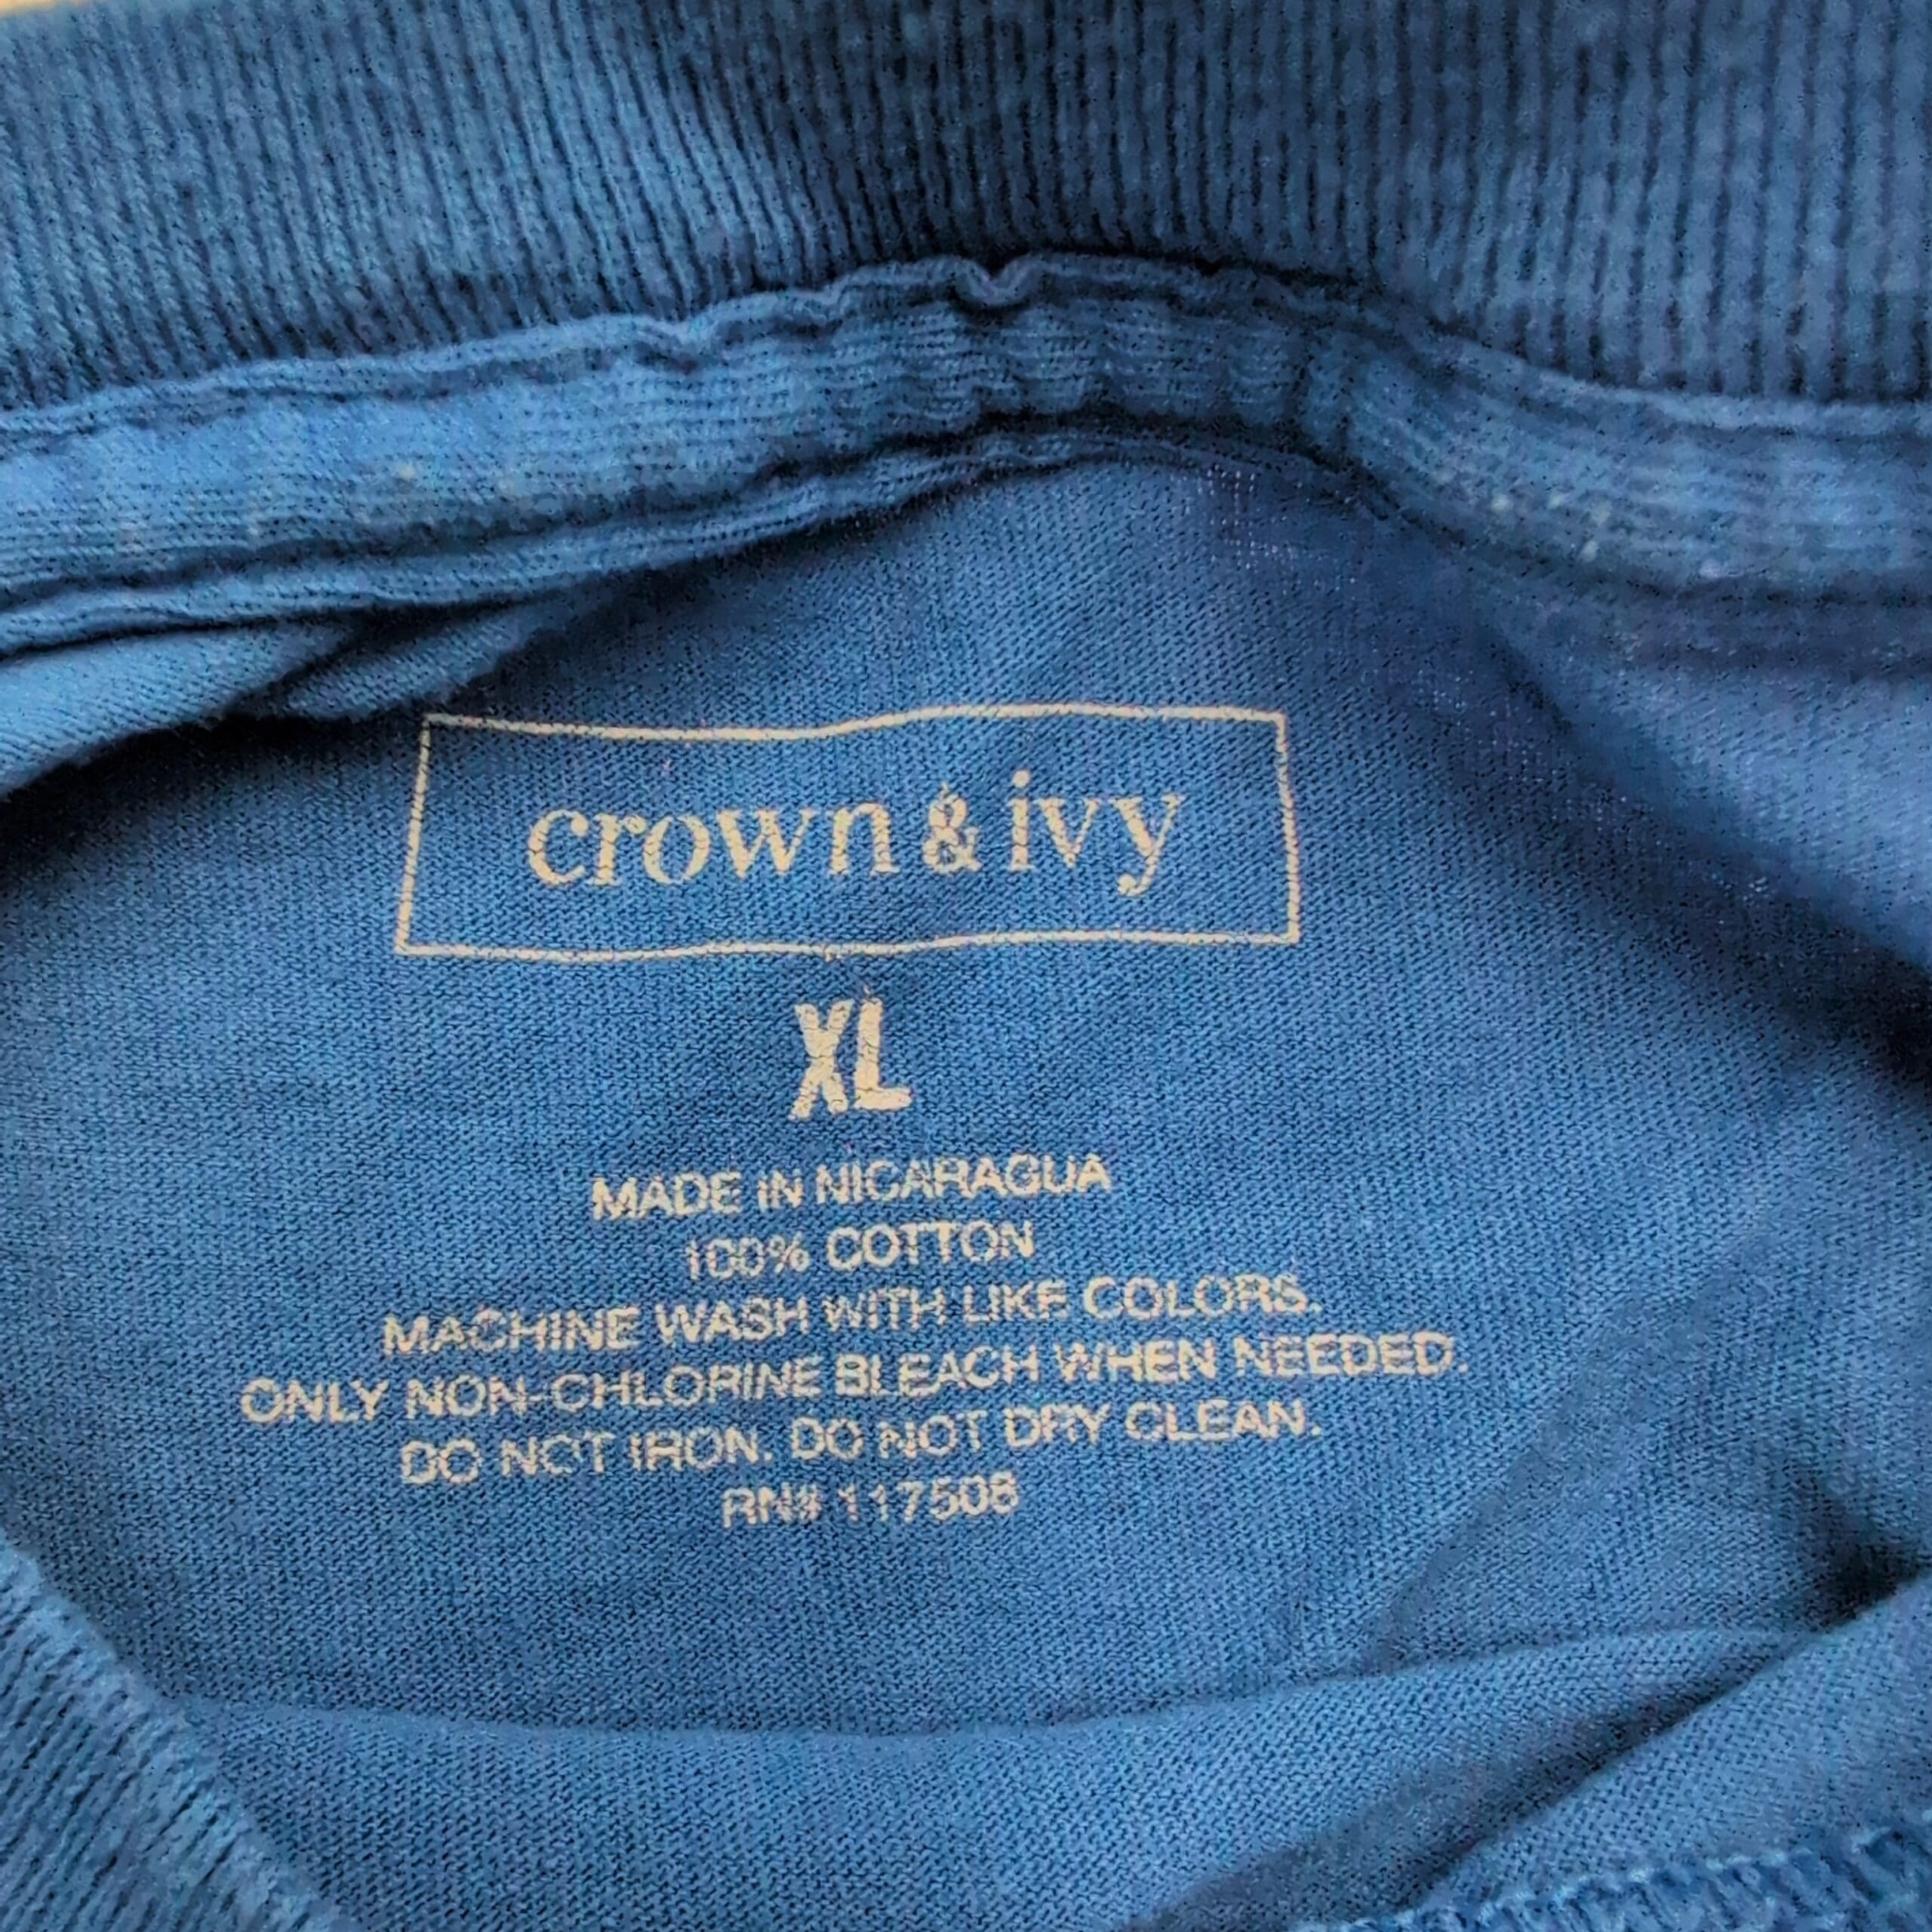 crown & ivy
XL
MADE IN NICARAGUA
100% COTTON
MACHINE WASH WITH LIKE COLORS.
ONLY NON-CHLORINE BLEACH WHEN NEEDED.
DO NOT IRON. DO NOT DRY CLEAN.
RN# 117508